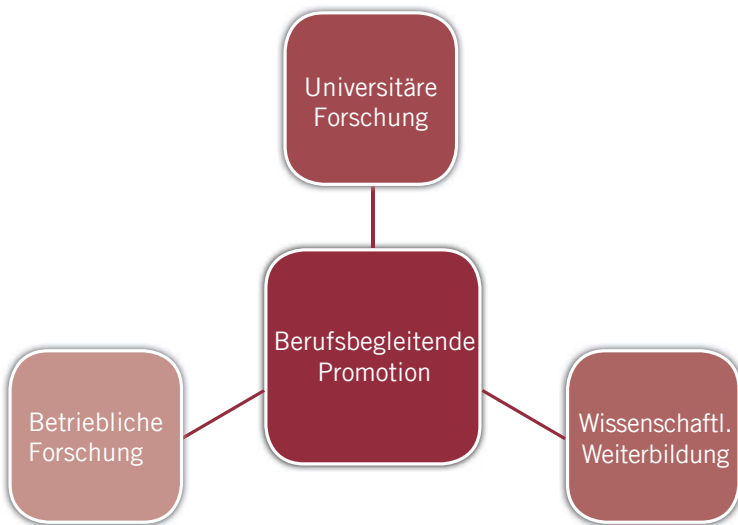 Universitäre
Forschung
Berufsbegleitende
Promotion
Betriebliche
Forschung
Wissenschaftl.
Weiterbildung